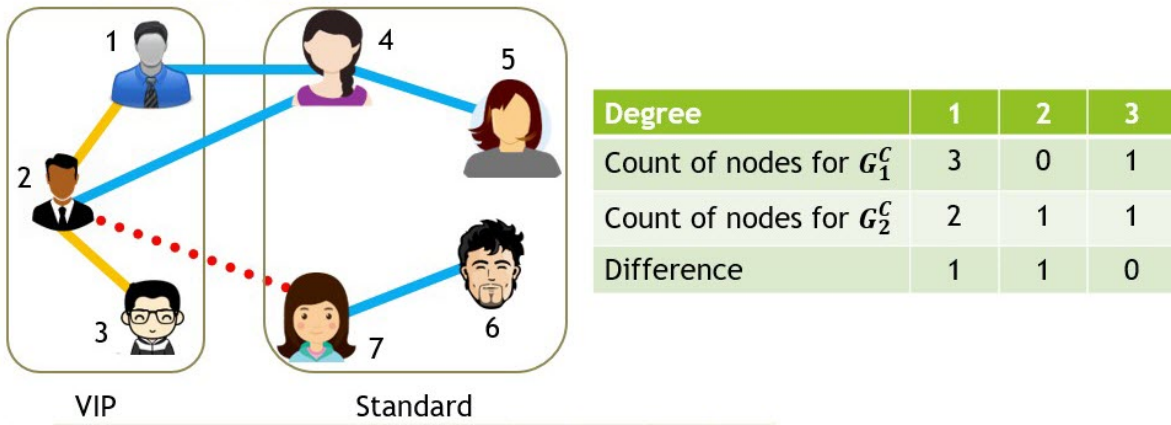 1
4
5
2
3
7
6
VIP
Standard
Degree 1 2 3
Count of nodes for G₁ᶜ 3 0 1
Count of nodes for G₂ᶜ 2 1 1
Difference 1 1 0